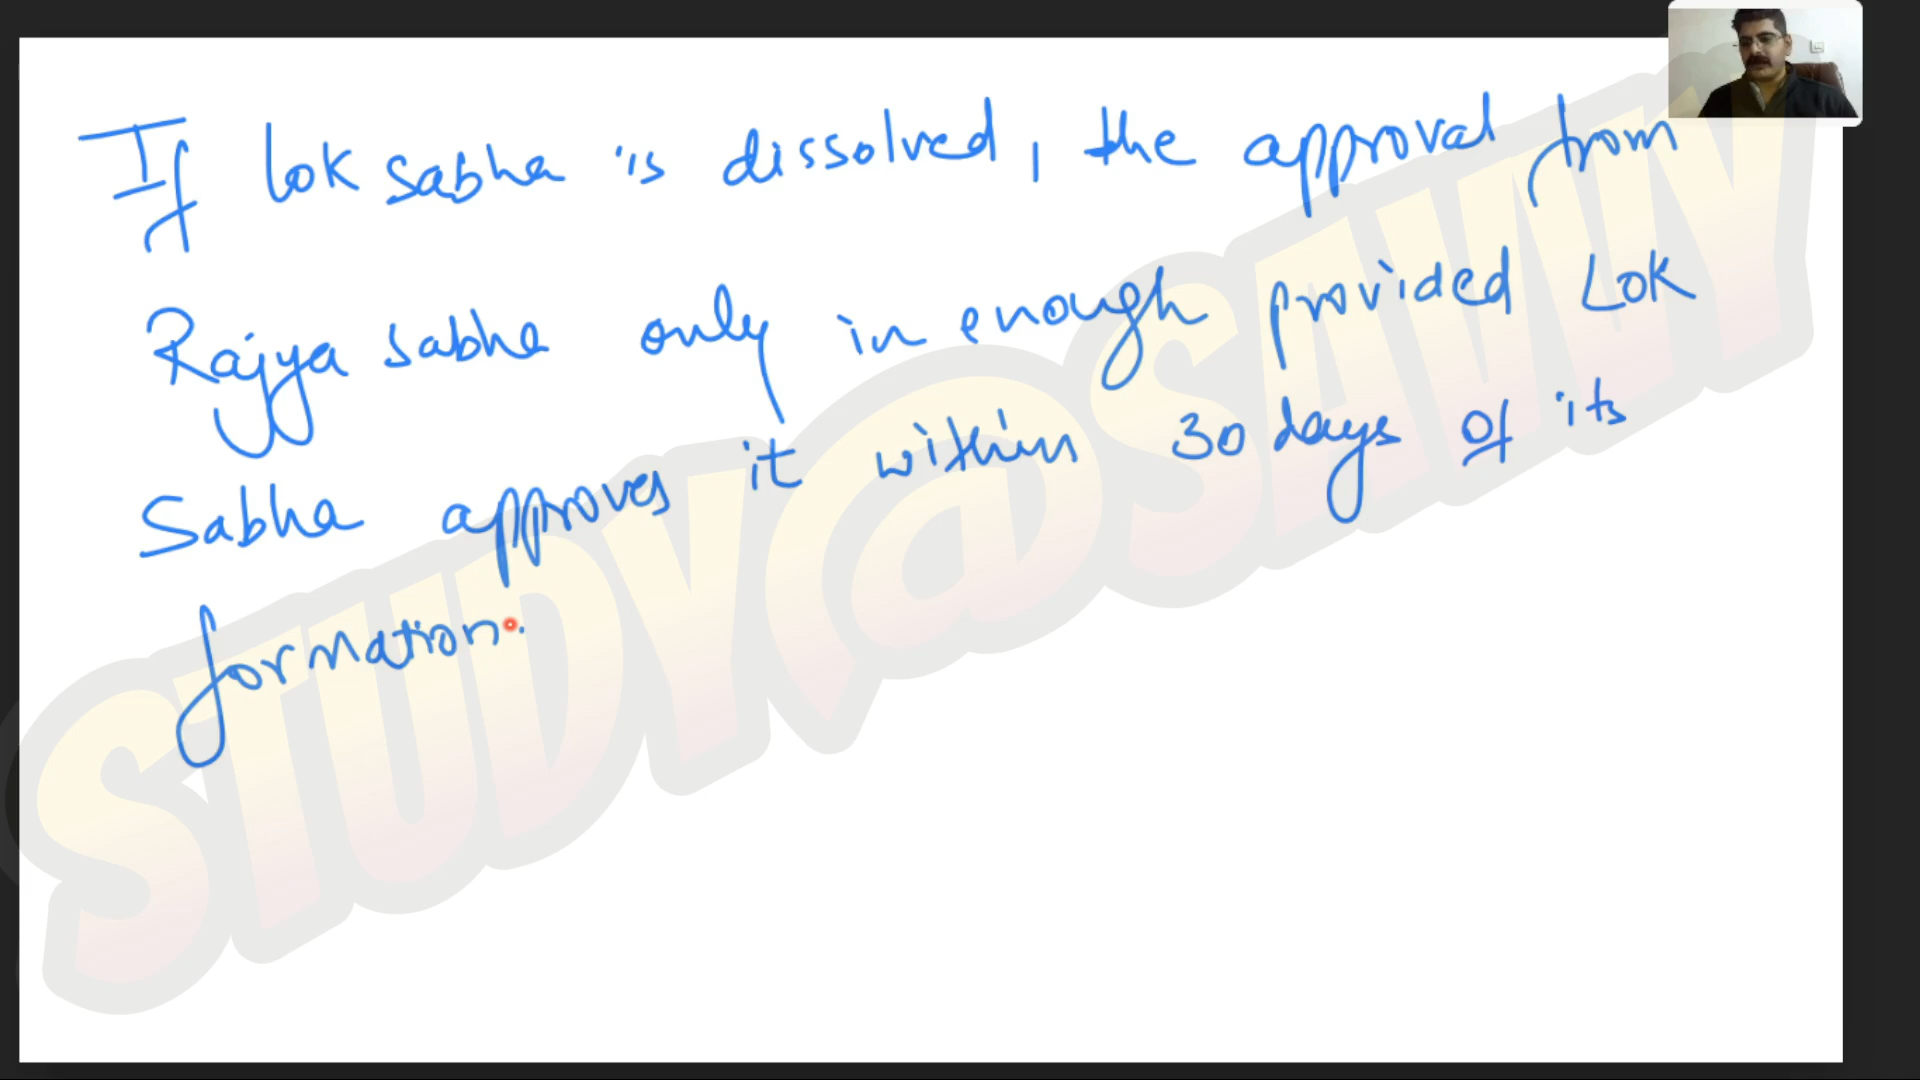 If Lok sabha is dissolved, the approval from
Rajya sabha only in enough provided Lok
Sabha approves it within 30 days of its
formation.
STUDY@SAVVY